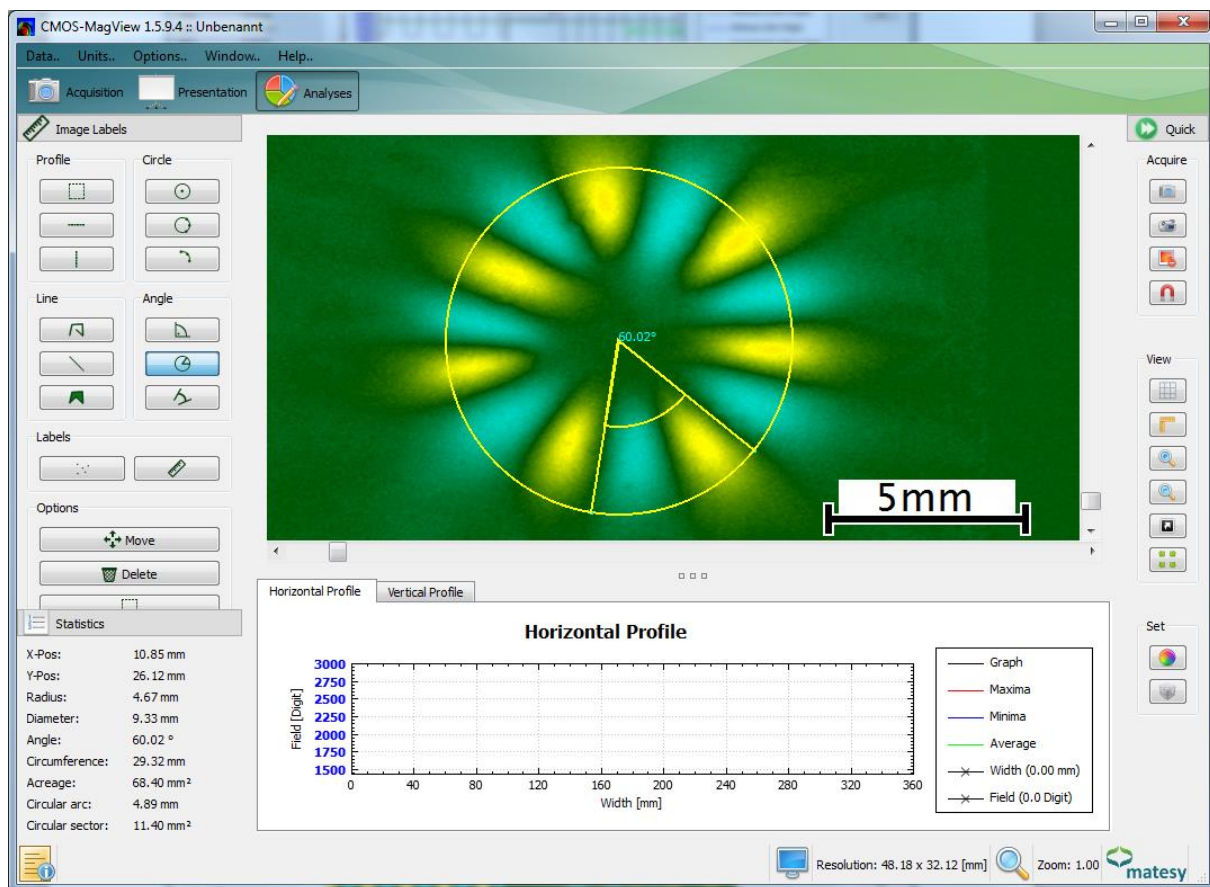 CMOS-MagView 1.5.9.4 :: Unbenannt
Data.. Units.. Options.. Window.. Help..
Acquisition Presentation Analyses
Image Labels
Quick
Profile Circle
Line Angle
Labels
Options
Move
Delete
Statistics
X-Pos: 10.85 mm
Y-Pos: 26.12 mm
Radius: 4.67 mm
Diameter: 9.33 mm
Angle: 60.02 °
Circumference: 29.32 mm
Acreage: 68.40 mm²
Circular arc: 4.89 mm
Circular sector: 11.40 mm²
60.02°
5mm
Horizontal Profile Vertical Profile
Horizontal Profile
Field [Digit]
3000
2750
2500
2250
2000
1750
1500
0 40 80 120 160 200 240 280 320 360
Width [mm]
Graph
Maxima
Minima
Average
Width (0.00 mm)
Field (0.0 Digit)
Acquire
View
Set
Resolution: 48.18 x 32.12 [mm] Zoom: 1.00 matesy